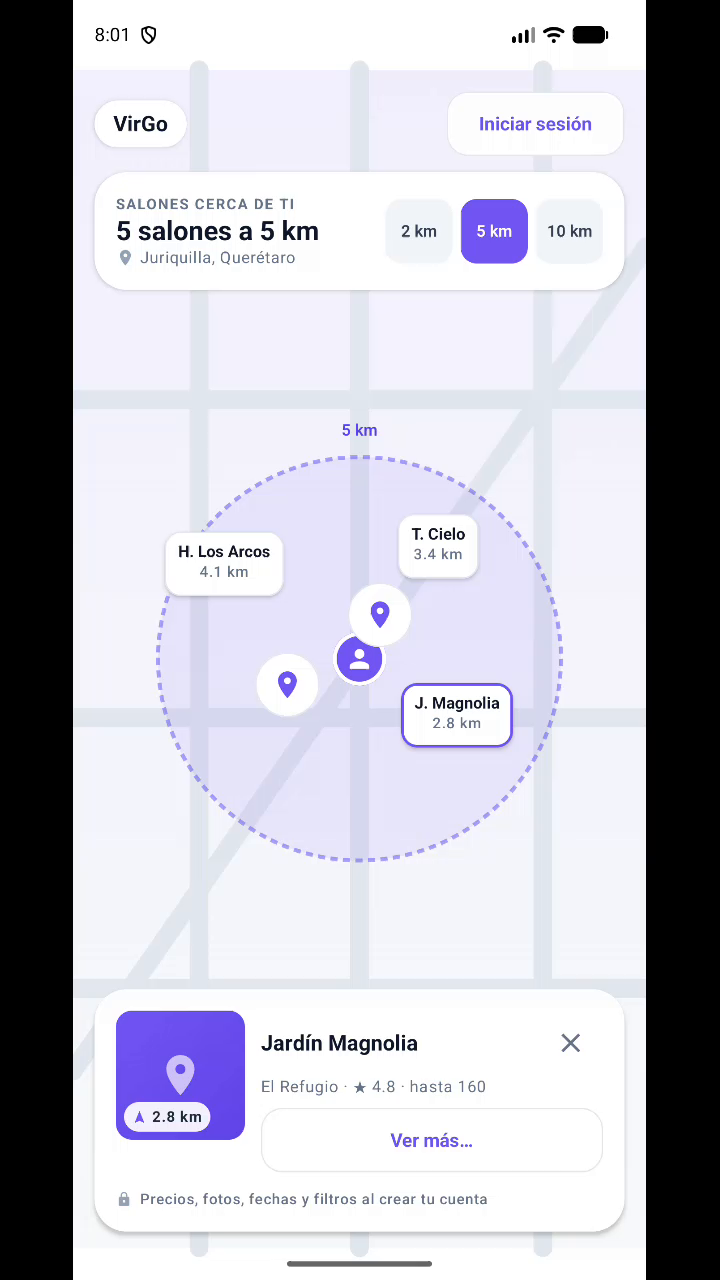 8:01
VirGo
Iniciar sesión
SALONES CERCA DE TI
5 salones a 5 km
Juriquilla, Querétaro
2 km
5 km
10 km
5 km
T. Cielo
3.4 km
H. Los Arcos
4.1 km
J. Magnolia
2.8 km
Jardín Magnolia
El Refugio · ★ 4.8 · hasta 160
2.8 km
Ver más...
Precios, fotos, fechas y filtros al crear tu cuenta